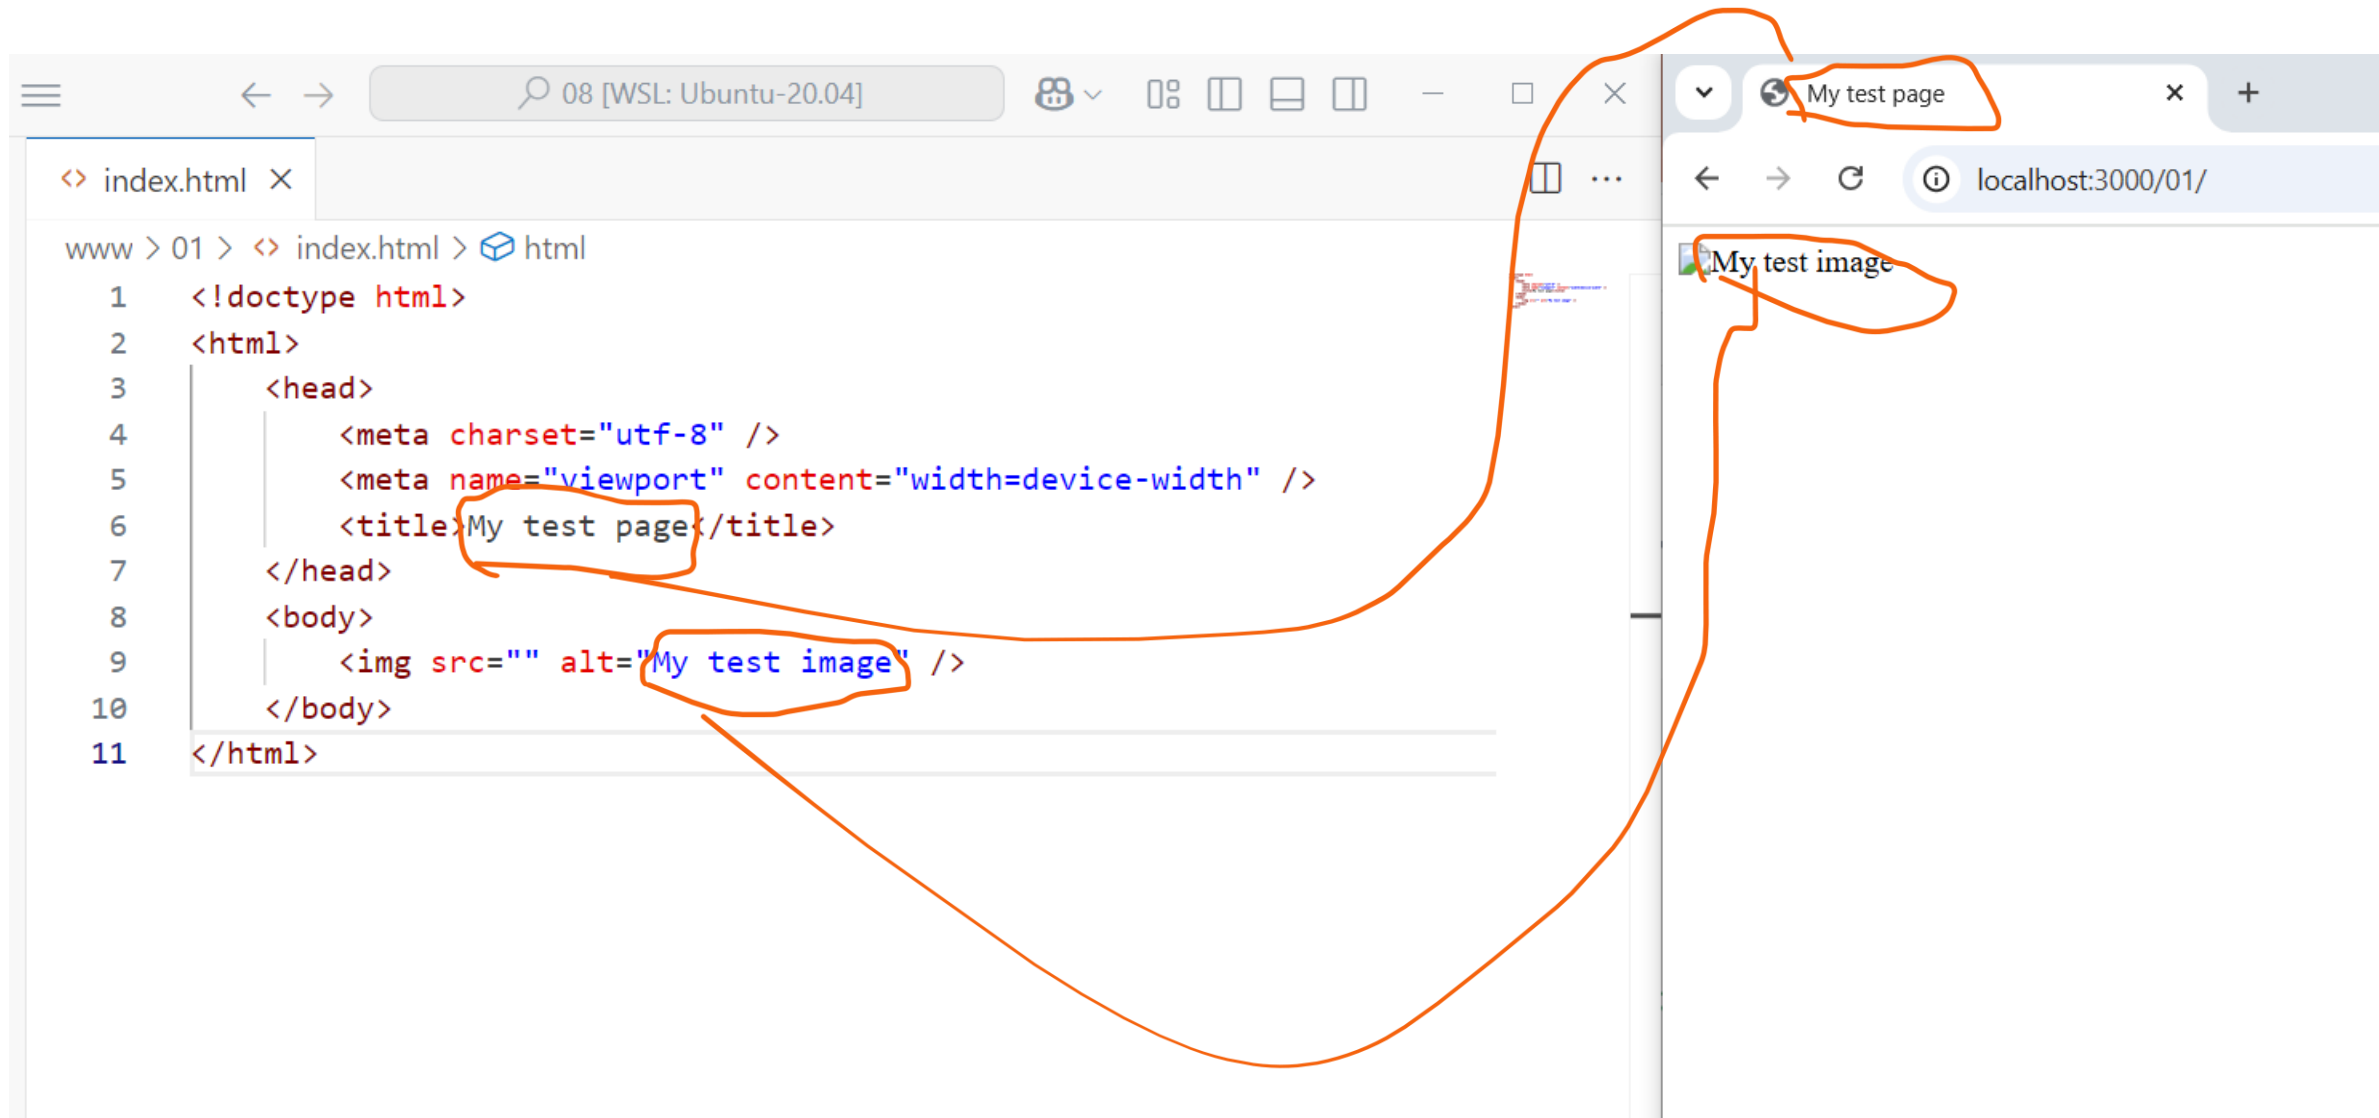 08 [WSL: Ubuntu-20.04]
index.html
www > 01 > <> index.html > html
1 <!doctype html>
2 <html>
3 <head>
4 <meta charset="utf-8" />
5 <meta name="viewport" content="width=device-width" />
6 <title>My test page</title>
7 </head>
8 <body>
9 <img src="" alt="My test image" />
10 </body>
11 </html>
My test page
localhost:3000/01/
My test image